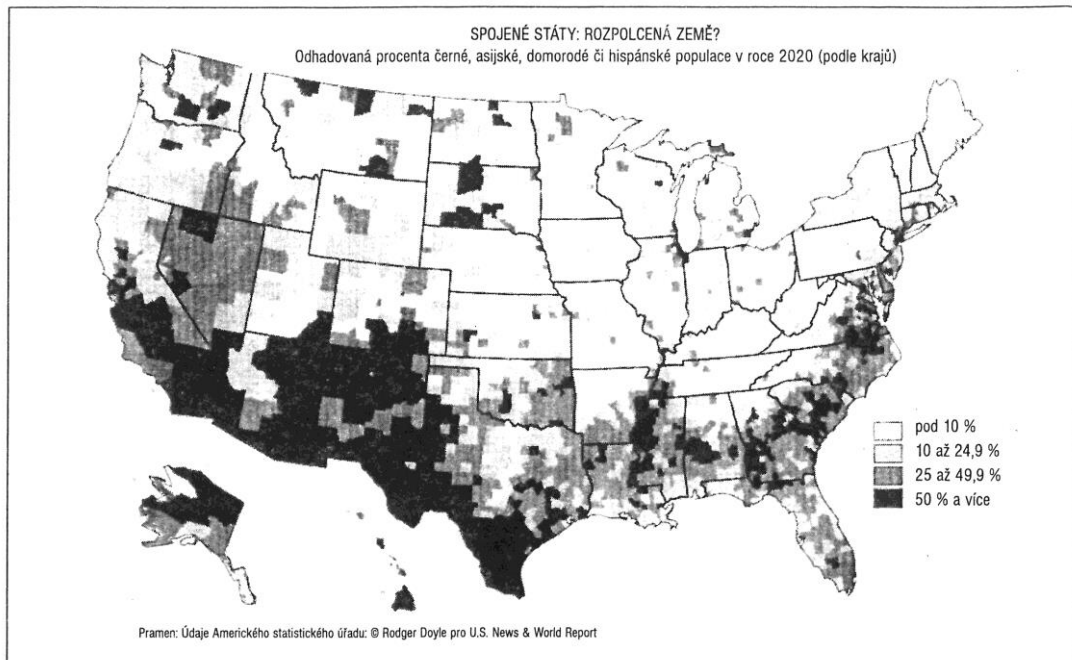 SPOJENÉ STÁTY: ROZPOLCENÁ ZEMĚ?
Odhadovaná procenta černé, asijské, domorodé či hispánské populace v roce 2020 (podle krajů)
pod 10 %
10 až 24,9 %
25 až 49,9 %
50 % a více
Pramen: Údaje Amerického statistického úřadu: © Rodger Doyle pro U.S. News & World Report